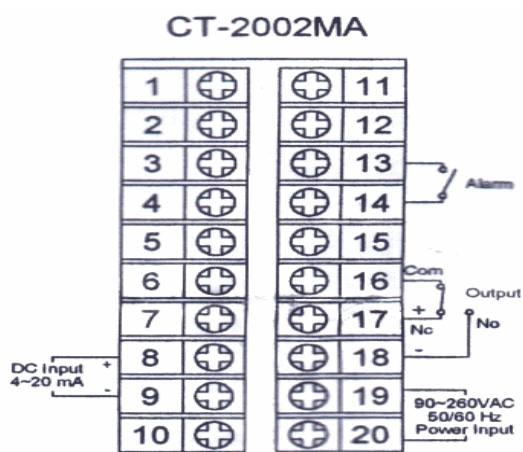 CT-2002MA
1 11
2 12
3 13
Alarm
4 14
5 15
6 16 Com
Output
7 17 + Nc No
8 18 -
DC Input + 
4~20 mA -
9 19
90~260VAC
50/60 Hz
Power Input
10 20